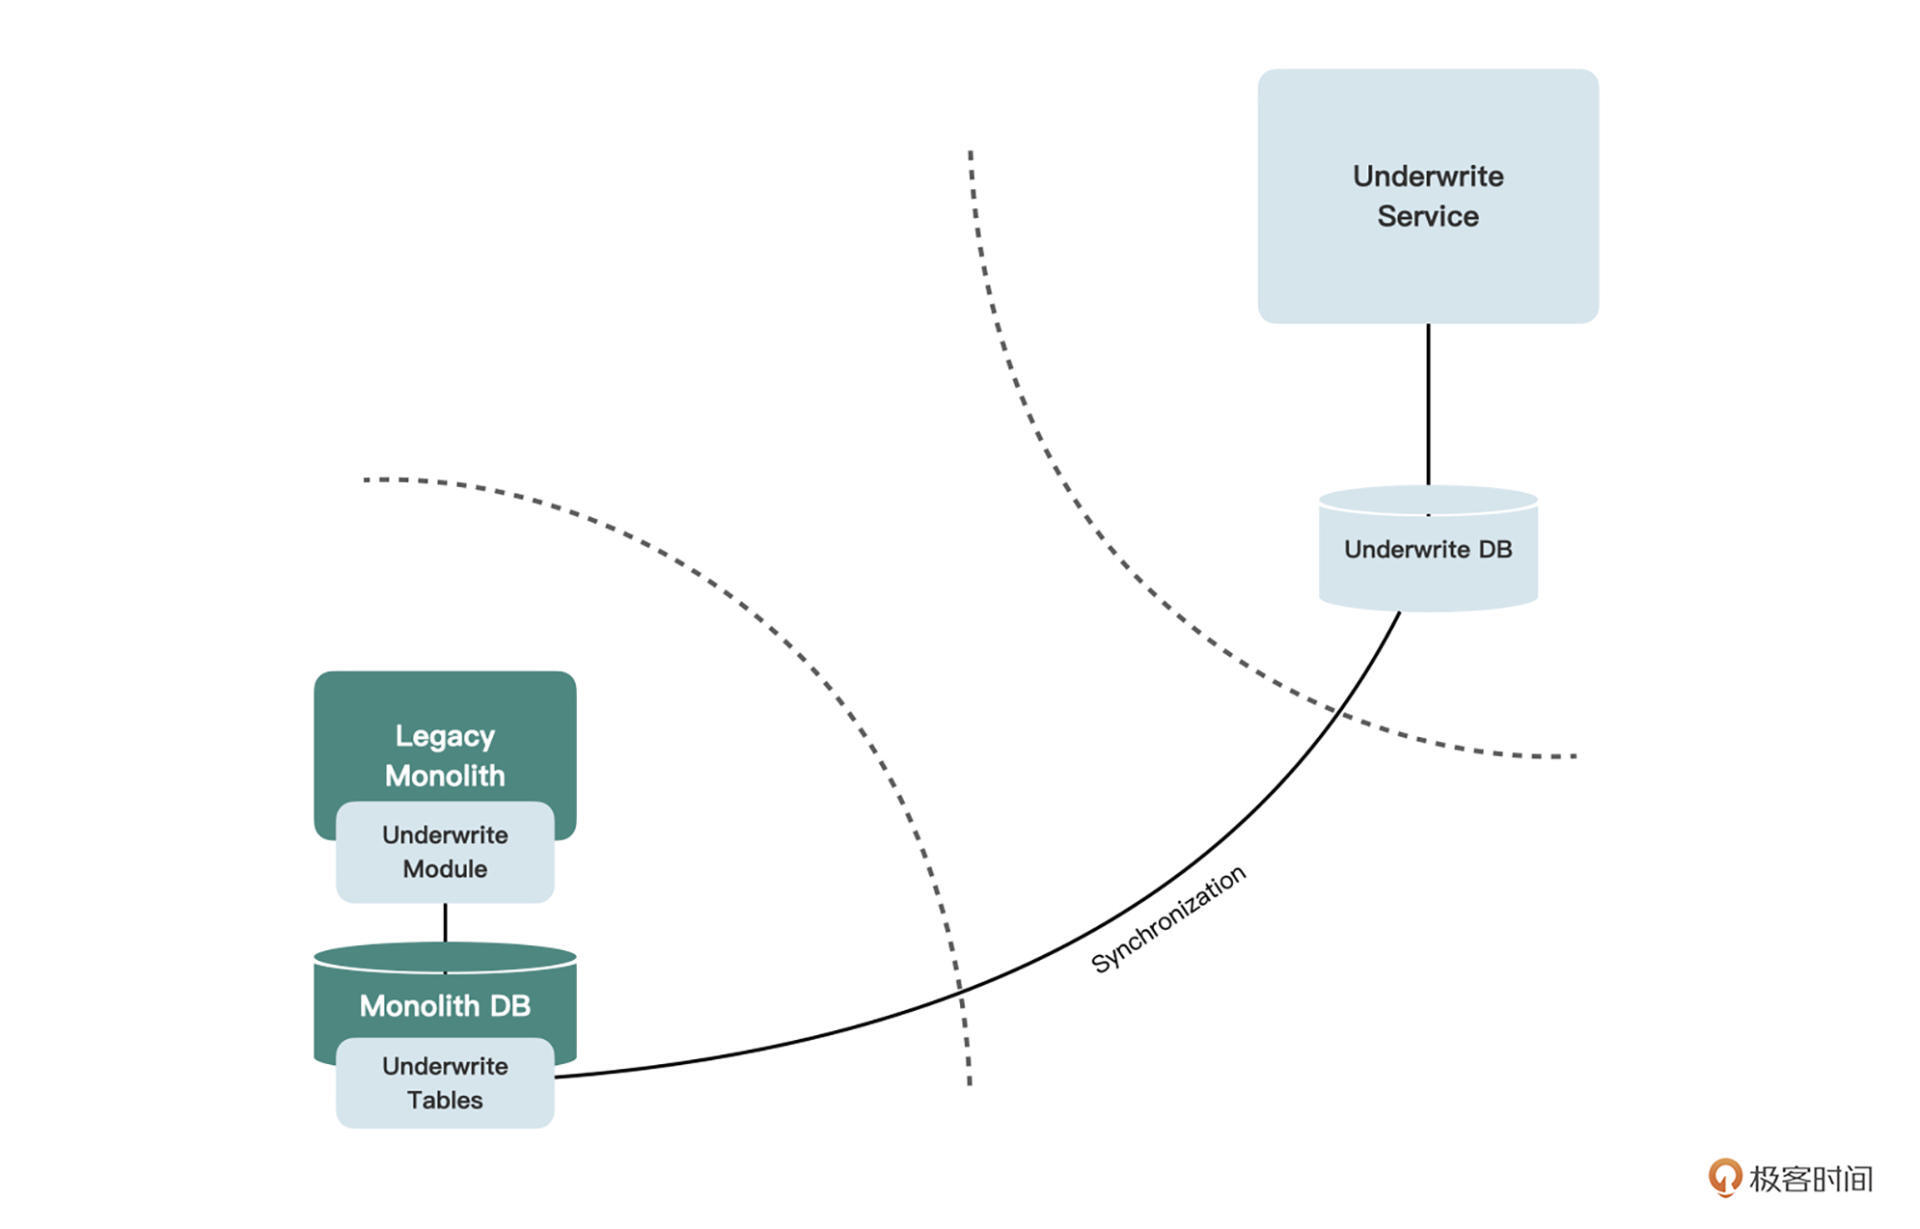 Underwrite
Service
Underwrite DB
Legacy
Monolith
Underwrite
Module
Monolith DB
Underwrite
Tables
Synchronization
极客时间